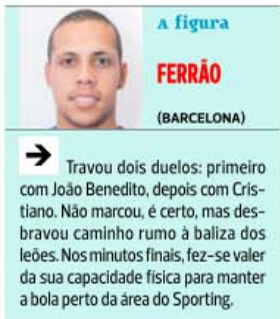 A figura
FERRÃO
(BARCELONA)
Travou dois duelos: primeiro
com João Benedito, depois com Cris-
tiano. Não marcou, é certo, mas des-
bravou caminho rumo à baliza dos
leões. Nos minutos finais, fez-se valer
da sua capacidade física para manter
a bola perto da área do Sporting.